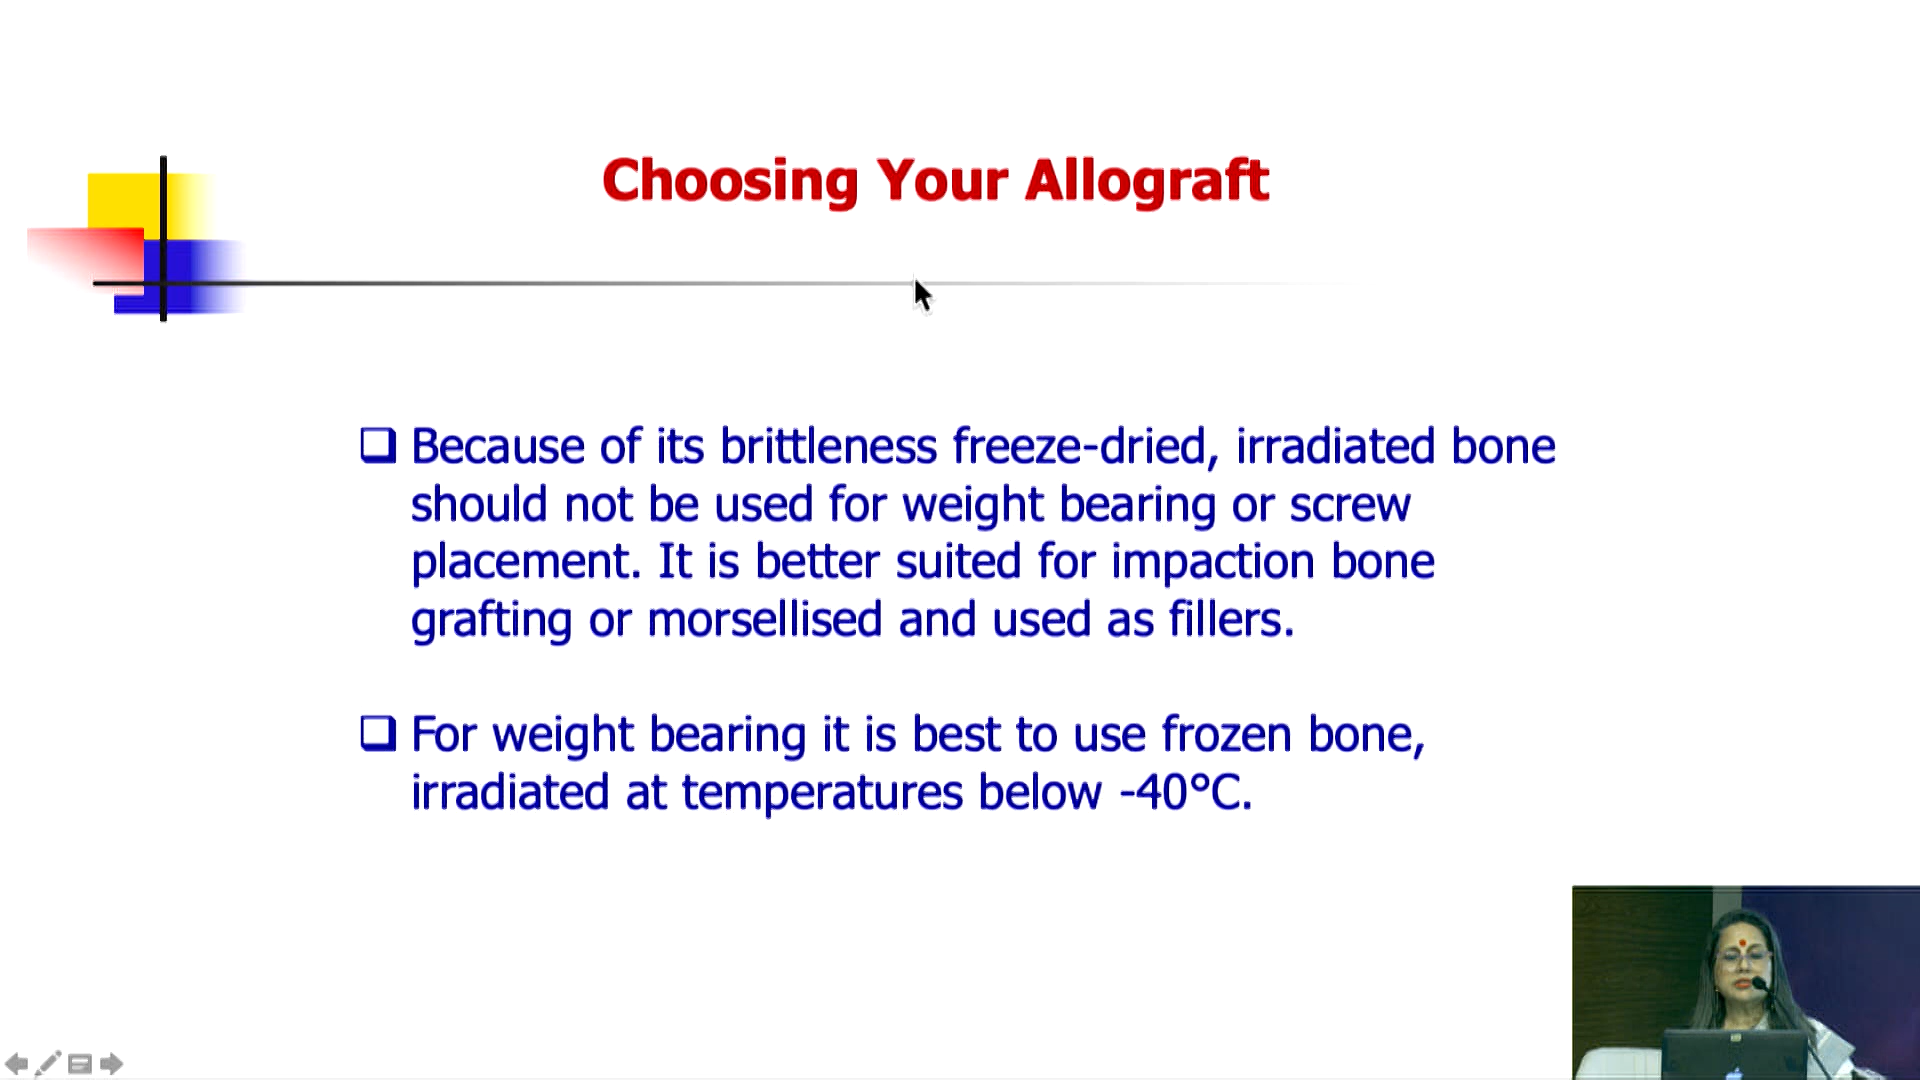 Choosing Your Allograft
❑ Because of its brittleness freeze-dried, irradiated bone
should not be used for weight bearing or screw
placement. It is better suited for impaction bone
grafting or morsellised and used as fillers.
❑ For weight bearing it is best to use frozen bone,
irradiated at temperatures below -40°C.